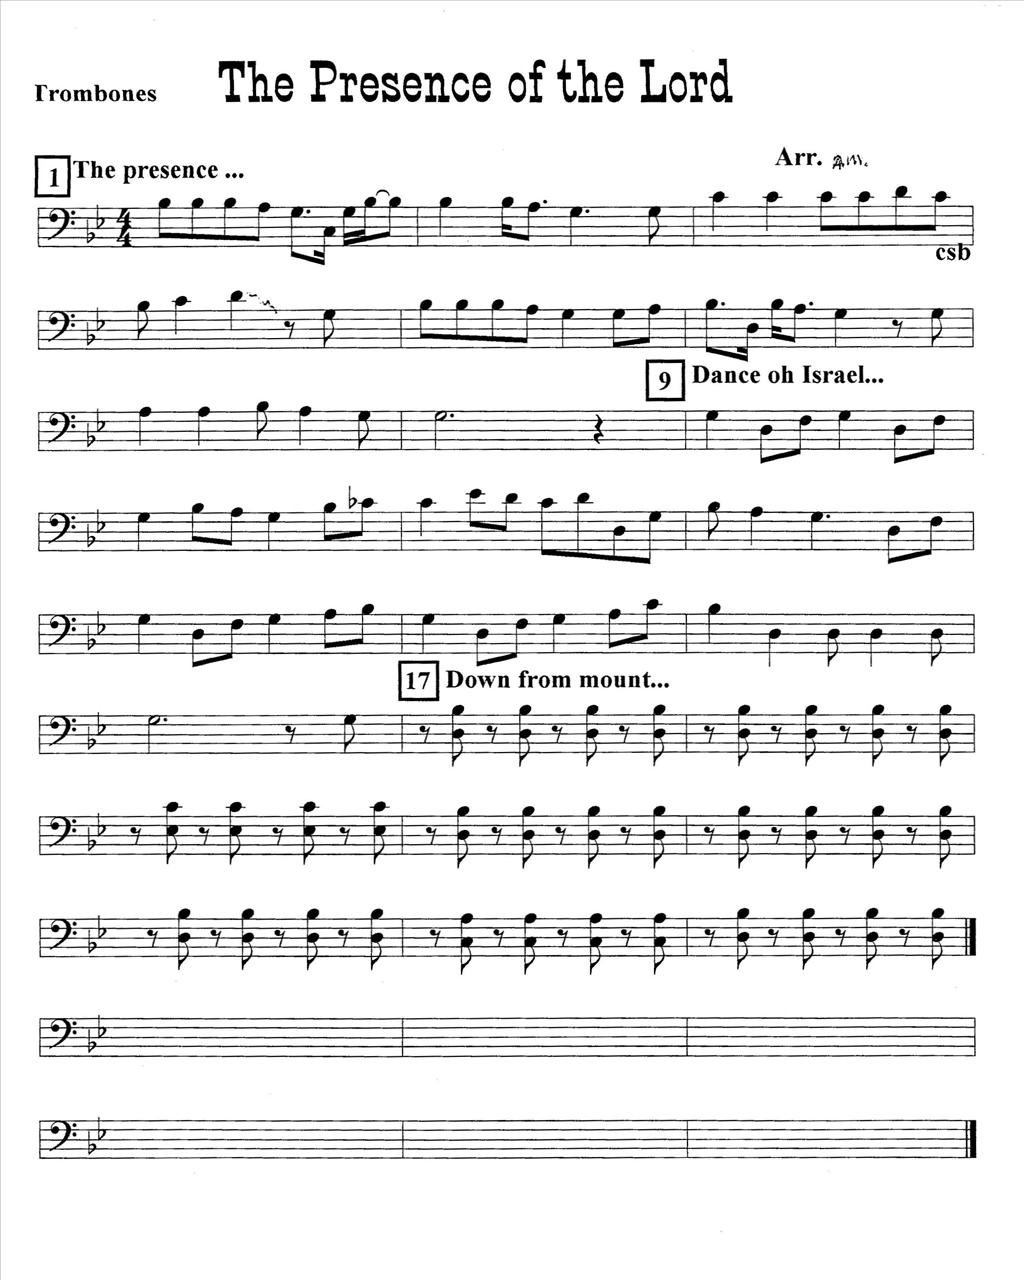 The Presence of the Lord
Trombones
Arr.
1 The presence ...
csb
9 Dance oh Israel...
17 Down from mount...